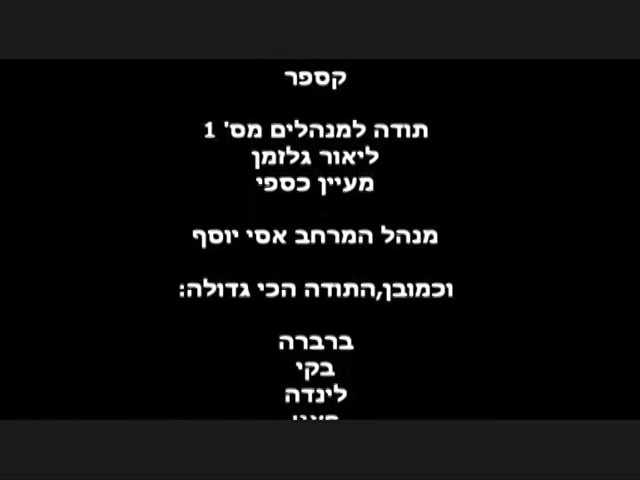 קספר
תודה למנהלים מס' 1
ליאור גלזמן
מעיין כספי
מנהל המרחב אסי יוסף
וכמובן,התודה הכי גדולה:
ברברה
בקי
לינדה